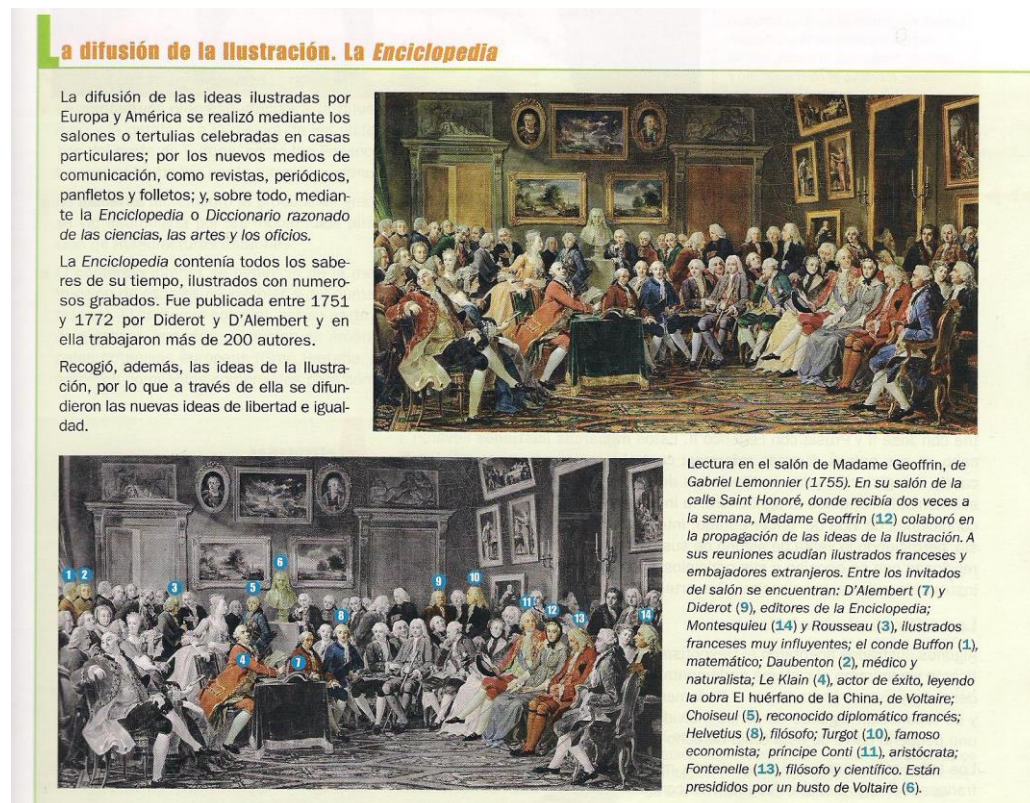 La difusión de la Ilustración. La Enciclopedia
La difusión de las ideas ilustradas por
Europa y América se realizó mediante los
salones o tertulias celebradas en casas
particulares; por los nuevos medios de
comunicación, como revistas, periódicos,
panfletos y folletos; y, sobre todo, median-
te la Enciclopedia o Diccionario razonado
de las ciencias, las artes y los oficios.
La Enciclopedia contenía todos los sabe-
res de su tiempo, ilustrados con numero-
sos grabados. Fue publicada entre 1751
y 1772 por Diderot y D'Alembert y en
ella trabajaron más de 200 autores.
Recogió, además, las ideas de la Ilustra-
ción, por lo que a través de ella se difun-
dieron las nuevas ideas de libertad e igual-
dad.
1 2 3 5 6 9 10
8 11 12 13 14
4 7
Lectura en el salón de Madame Geoffrin, de
Gabriel Lemonnier (1755). En su salón de la
calle Saint Honoré, donde recibía dos veces a
la semana, Madame Geoffrin (12) colaboró en
la propagación de las ideas de la Ilustración. A
sus reuniones acudían ilustrados franceses y
embajadores extranjeros. Entre los invitados
del salón se encuentran: D'Alembert (7) y
Diderot (9), editores de la Enciclopedia;
Montesquieu (14) y Rousseau (3), ilustrados
franceses muy influyentes; el conde Buffon (1),
matemático; Daubenton (2), médico y
naturalista; Le Klain (4), actor de éxito, leyendo
la obra El huérfano de la China, de Voltaire;
Choiseul (5), reconocido diplomático francés;
Helvetius (8), filósofo; Turgot (10), famoso
economista; príncipe Conti (11), aristócrata;
Fontenelle (13), filósofo y científico. Están
presididos por un busto de Voltaire (6).